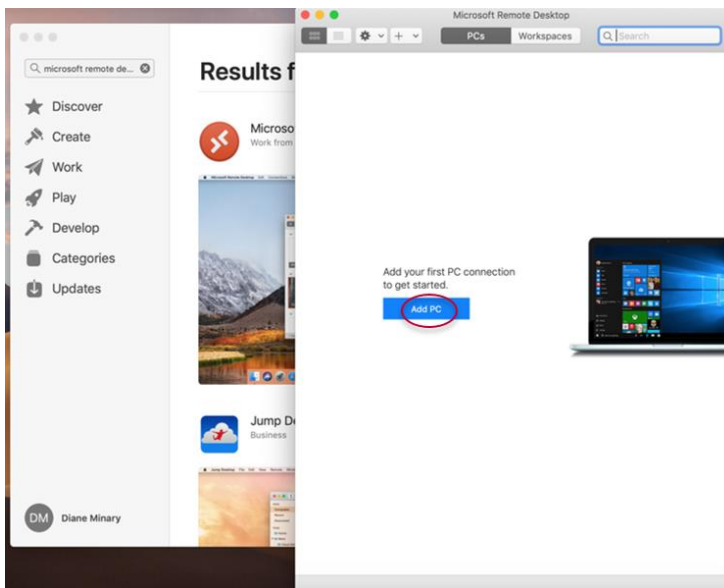 microsoft remote de...
Discover
Create
Work
Play
Develop
Categories
Updates
DM
Diane Minary
Results f
Microso
Work from
Jump De
Business
Microsoft Remote Desktop
PCs
Workspaces
Search
Add your first PC connection
to get started.
Add PC